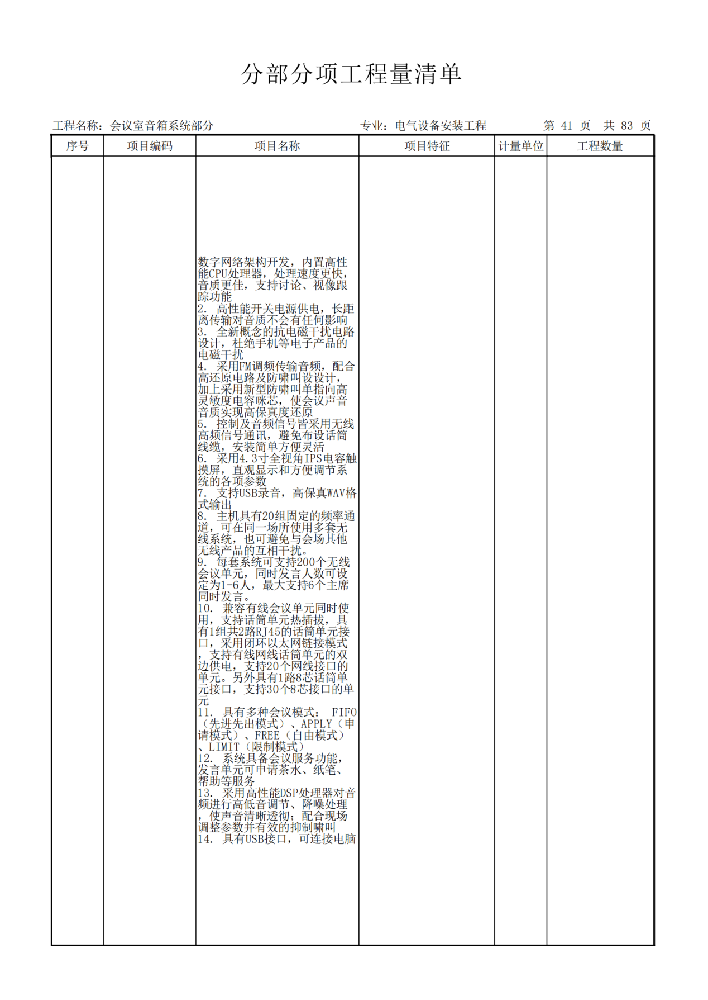 分部分项工程量清单
工程名称：会议室音箱系统部分 专业：电气设备安装工程 第 41 页 共 83 页
序号 项目编码 项目名称 项目特征 计量单位 工程数量
数字网络架构开发，内置高性
能CPU处理器，处理速度更快，
音质更佳，支持讨论、视像跟
踪功能
2. 高性能开关电源供电，长距
离传输对音质不会有任何影响
3. 全新概念的抗电磁干扰电路
设计，杜绝手机等电子产品的
电磁干扰
4. 采用FM调频传输音频，配合
高还原电路及防啸叫设设计，
加上采用新型防啸叫单指向高
灵敏度电容咪芯，使会议声音
音质实现高保真度还原
5. 控制及音频信号皆采用无线
高频信号通讯，避免布设话筒
线缆，安装简单方便灵活
6. 采用4.3寸全视角IPS电容触
摸屏，直观显示和方便调节系
统的各项参数
7. 支持USB录音，高保真WAV格
式输出
8. 主机具有20组固定的频率通
道，可在同一场所使用多套无
线系统，也可避免与会场其他
无线产品的互相干扰。
9. 每套系统可支持200个无线
会议单元，同时发言人数可设
定为1-6人，最大支持6个主席
同时发言。
10. 兼容有线会议单元同时使
用，支持话筒单元热插拔，具
有1组共2路RJ45的话筒单元接
口，采用闭环以太网链接模式
，支持有线网线话筒单元的双
边供电，支持20个网线接口的
单元。另外具有1路8芯话筒单
元接口，支持30个8芯接口的单
元
11. 具有多种会议模式： FIFO
（先进先出模式）、APPLY（申
请模式）、FREE（自由模式）
、LIMIT（限制模式）
12. 系统具备会议服务功能，
发言单元可申请茶水、纸笔、
帮助等服务
13. 采用高性能DSP处理器对音
频进行高低音调节、降噪处理
，使声音清晰透彻；配合现场
调整参数并有效的抑制啸叫
14. 具有USB接口，可连接电脑